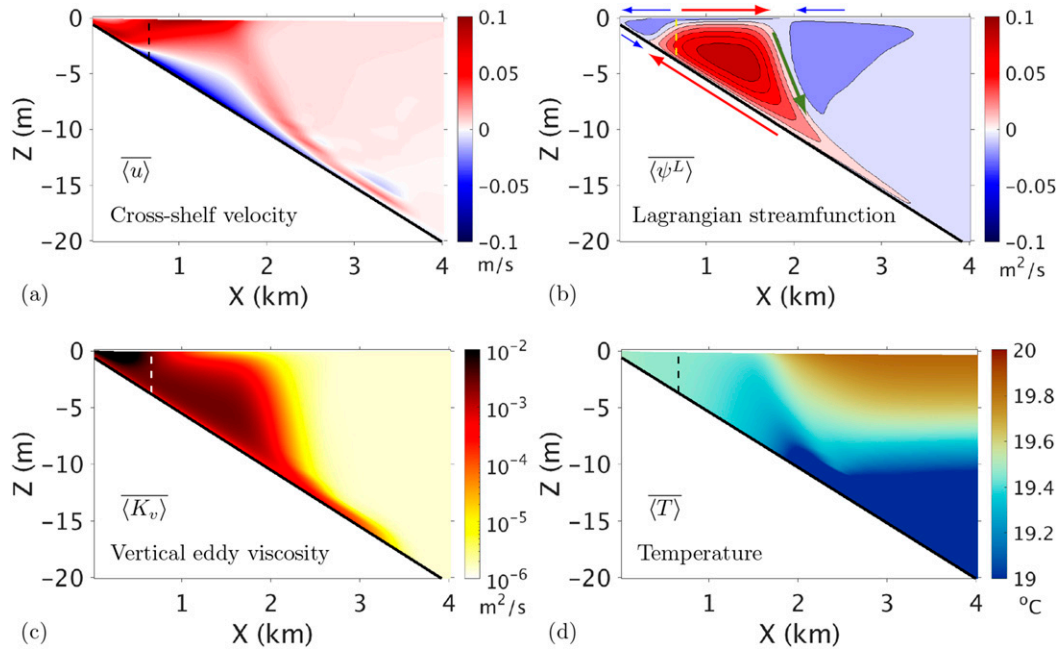 0
−5
−10
−15
−20
Z (m)
1
2
3
4
X (km)
⟨u⟩
Cross-shelf velocity
0.1
0.05
0
−0.05
−0.1
m/s
(a)
0
−5
−10
−15
−20
Z (m)
1
2
3
4
X (km)
⟨ψ^L⟩
Lagrangian streamfunction
0.1
0.05
0
−0.05
−0.1
m²/s
(b)
0
−5
−10
−15
−20
Z (m)
1
2
3
4
X (km)
⟨K_v⟩
Vertical eddy viscosity
10⁻²
10⁻³
10⁻⁴
10⁻⁵
10⁻⁶
m²/s
(c)
0
−5
−10
−15
−20
Z (m)
1
2
3
4
X (km)
⟨T⟩
Temperature
20
19.8
19.6
19.4
19.2
19
°C
(d)